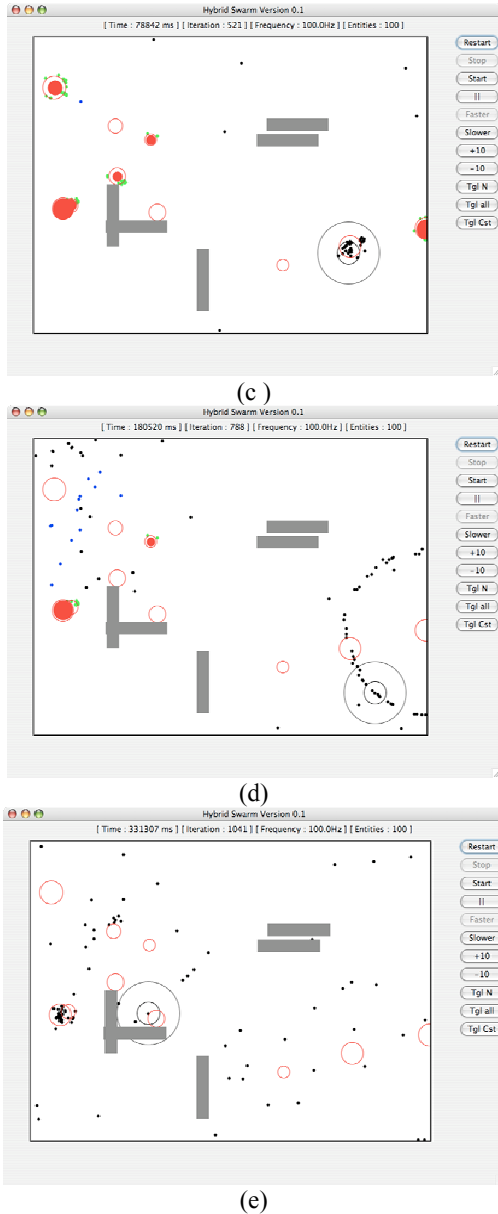 Hybrid Swarm Version 0.1
[ Time : 78842 ms ] [ Iteration : 521 ] [ Frequency : 100.0Hz ] [ Entities : 100 ]
Restart
Stop
Start
|||
Faster
Slower
+10
-10
Tgl N
Tgl all
Tgl Cst
(c )
Hybrid Swarm Version 0.1
[ Time : 180520 ms ] [ Iteration : 788 ] [ Frequency : 100.0Hz ] [ Entities : 100 ]
Restart
Stop
Start
|||
Faster
Slower
+10
-10
Tgl N
Tgl all
Tgl Cst
(d)
Hybrid Swarm Version 0.1
[ Time : 331307 ms ] [ Iteration : 1041 ] [ Frequency : 100.0Hz ] [ Entities : 100 ]
Restart
Stop
Start
|||
Faster
Slower
+10
-10
Tgl N
Tgl all
Tgl Cst
(e)